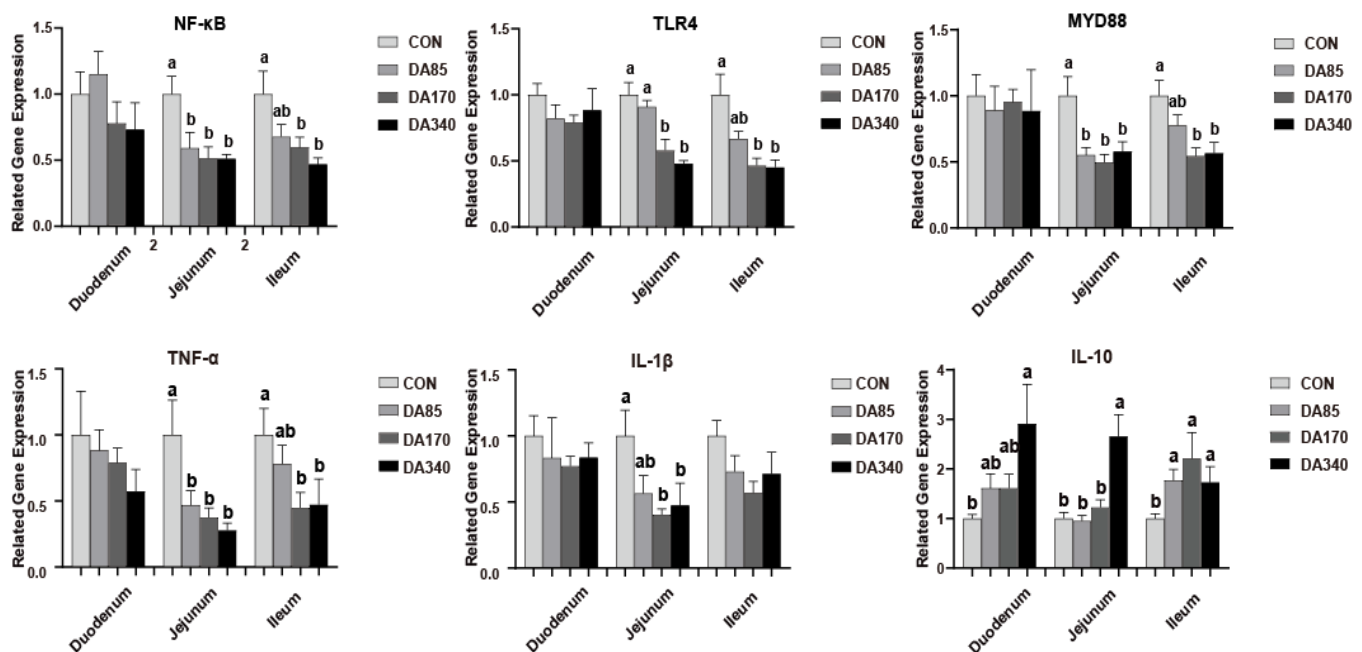 NF-κB
Related Gene Expression
1.5
1.0
0.5
0.0
a
b
b
b
a
ab
b
b
2
2
Duodenum
Jejunum
Ileum
CON
DA85
DA170
DA340
TLR4
Related Gene Expression
1.5
1.0
0.5
0.0
a
a
b
b
a
ab
b
b
Duodenum
Jejunum
Ileum
CON
DA85
DA170
DA340
MYD88
Related Gene Expression
1.5
1.0
0.5
0.0
a
b
b
b
a
ab
b
b
Duodenum
Jejunum
Ileum
CON
DA85
DA170
DA340
TNF-α
Related Gene Expression
1.5
1.0
0.5
0.0
a
b
b
b
a
ab
b
b
Duodenum
Jejunum
Ileum
CON
DA85
DA170
DA340
IL-1β
Related Gene Expression
1.5
1.0
0.5
0.0
a
ab
b
b
Duodenum
Jejunum
Ileum
CON
DA85
DA170
DA340
IL-10
Related Gene Expression
4
3
2
1
0
b
ab
ab
a
b
b
b
a
b
a
a
a
Duodenum
Jejunum
Ileum
CON
DA85
DA170
DA340